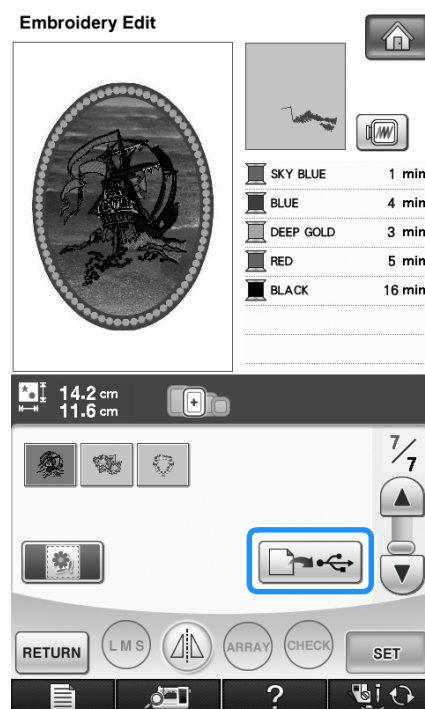 Embroidery Edit
SKY BLUE 1 min
BLUE 4 min
DEEP GOLD 3 min
RED 5 min
BLACK 16 min
14.2 cm
11.6 cm
7/7
RETURN
L M S
ARRAY
CHECK
SET
?